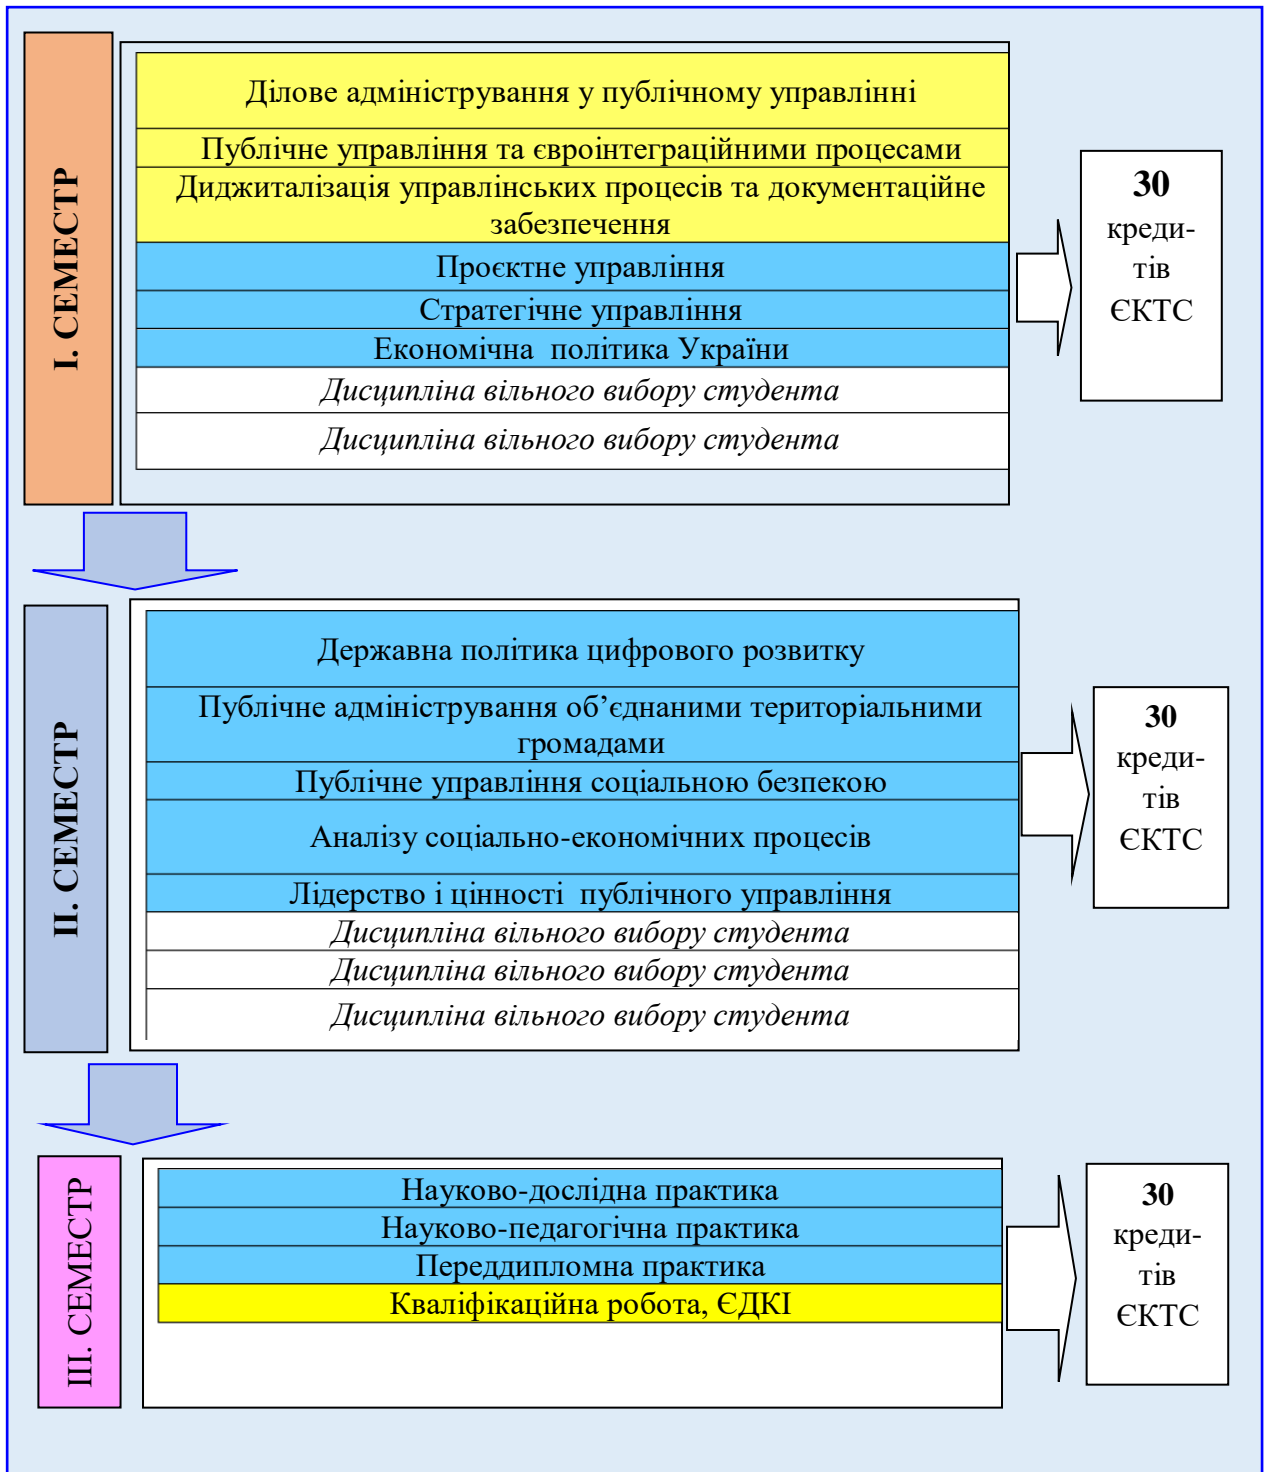 І. СЕМЕСТР
Ділове адміністрування у публічному управлінні
Публічне управління та євроінтеграційними процесами
Диджиталізація управлінських процесів та документаційне
забезпечення
Проєктне управління
Стратегічне управління
Економічна політика України
Дисципліна вільного вибору студента
Дисципліна вільного вибору студента
30
креди-
тів
ЄКТС
ІІ. СЕМЕСТР
Державна політика цифрового розвитку
Публічне адміністрування об’єднаними територіальними
громадами
Публічне управління соціальною безпекою
Аналізу соціально-економічних процесів
Лідерство і цінності публічного управління
Дисципліна вільного вибору студента
Дисципліна вільного вибору студента
Дисципліна вільного вибору студента
30
креди-
тів
ЄКТС
ІІІ. СЕМЕСТР
Науково-дослідна практика
Науково-педагогічна практика
Переддипломна практика
Кваліфікаційна робота, ЄДКІ
30
креди-
тів
ЄКТС